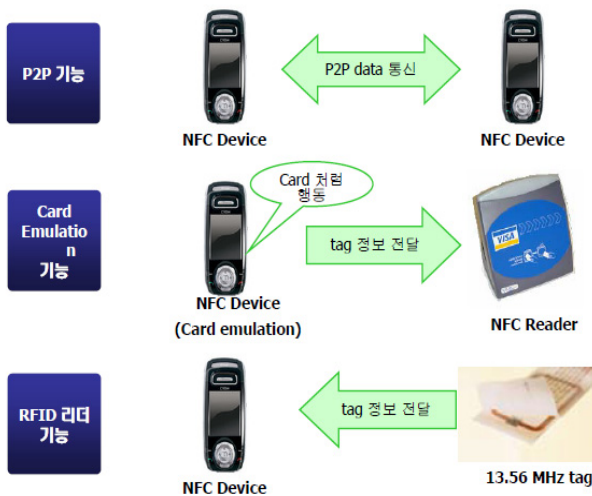 P2P 기능
P2P data 통신
NFC Device
NFC Device
Card
Emulatio
n
기능
Card 처럼
행동
tag 정보 전달
VISA
NFC Device
(Card emulation)
NFC Reader
RFID 리더
기능
tag 정보 전달
NFC Device
13.56 MHz tag